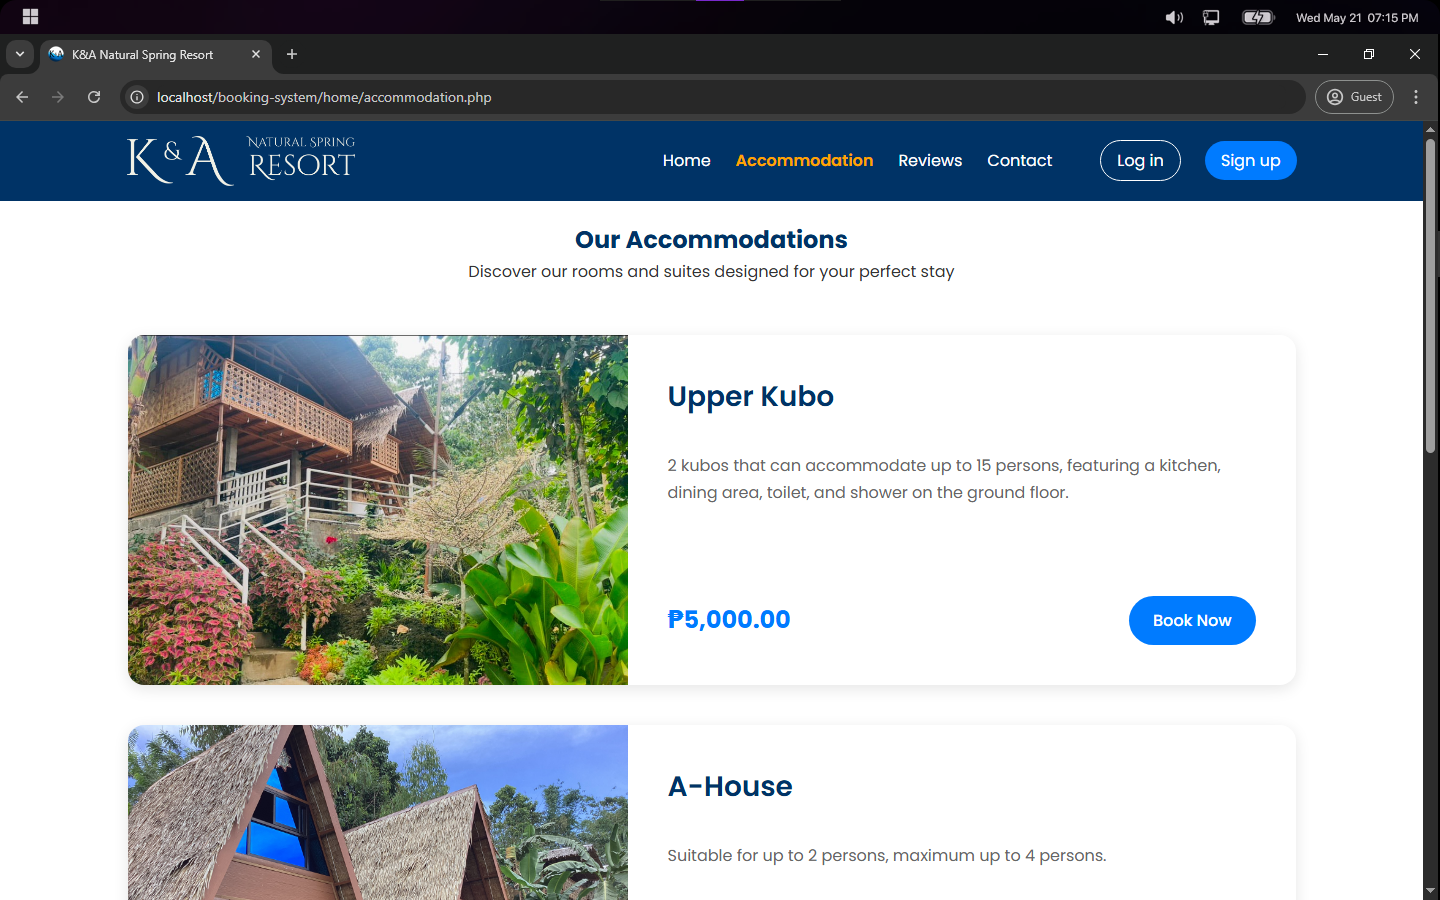 Wed May 21 07:15 PM
K&A Natural Spring Resort
localhost/booking-system/home/accommodation.php
Guest
K & A NATURAL SPRING RESORT
Home
Accommodation
Reviews
Contact
Log in
Sign up
Our Accommodations
Discover our rooms and suites designed for your perfect stay
Upper Kubo
2 kubos that can accommodate up to 15 persons, featuring a kitchen,
dining area, toilet, and shower on the ground floor.
₱5,000.00
Book Now
A-House
Suitable for up to 2 persons, maximum up to 4 persons.